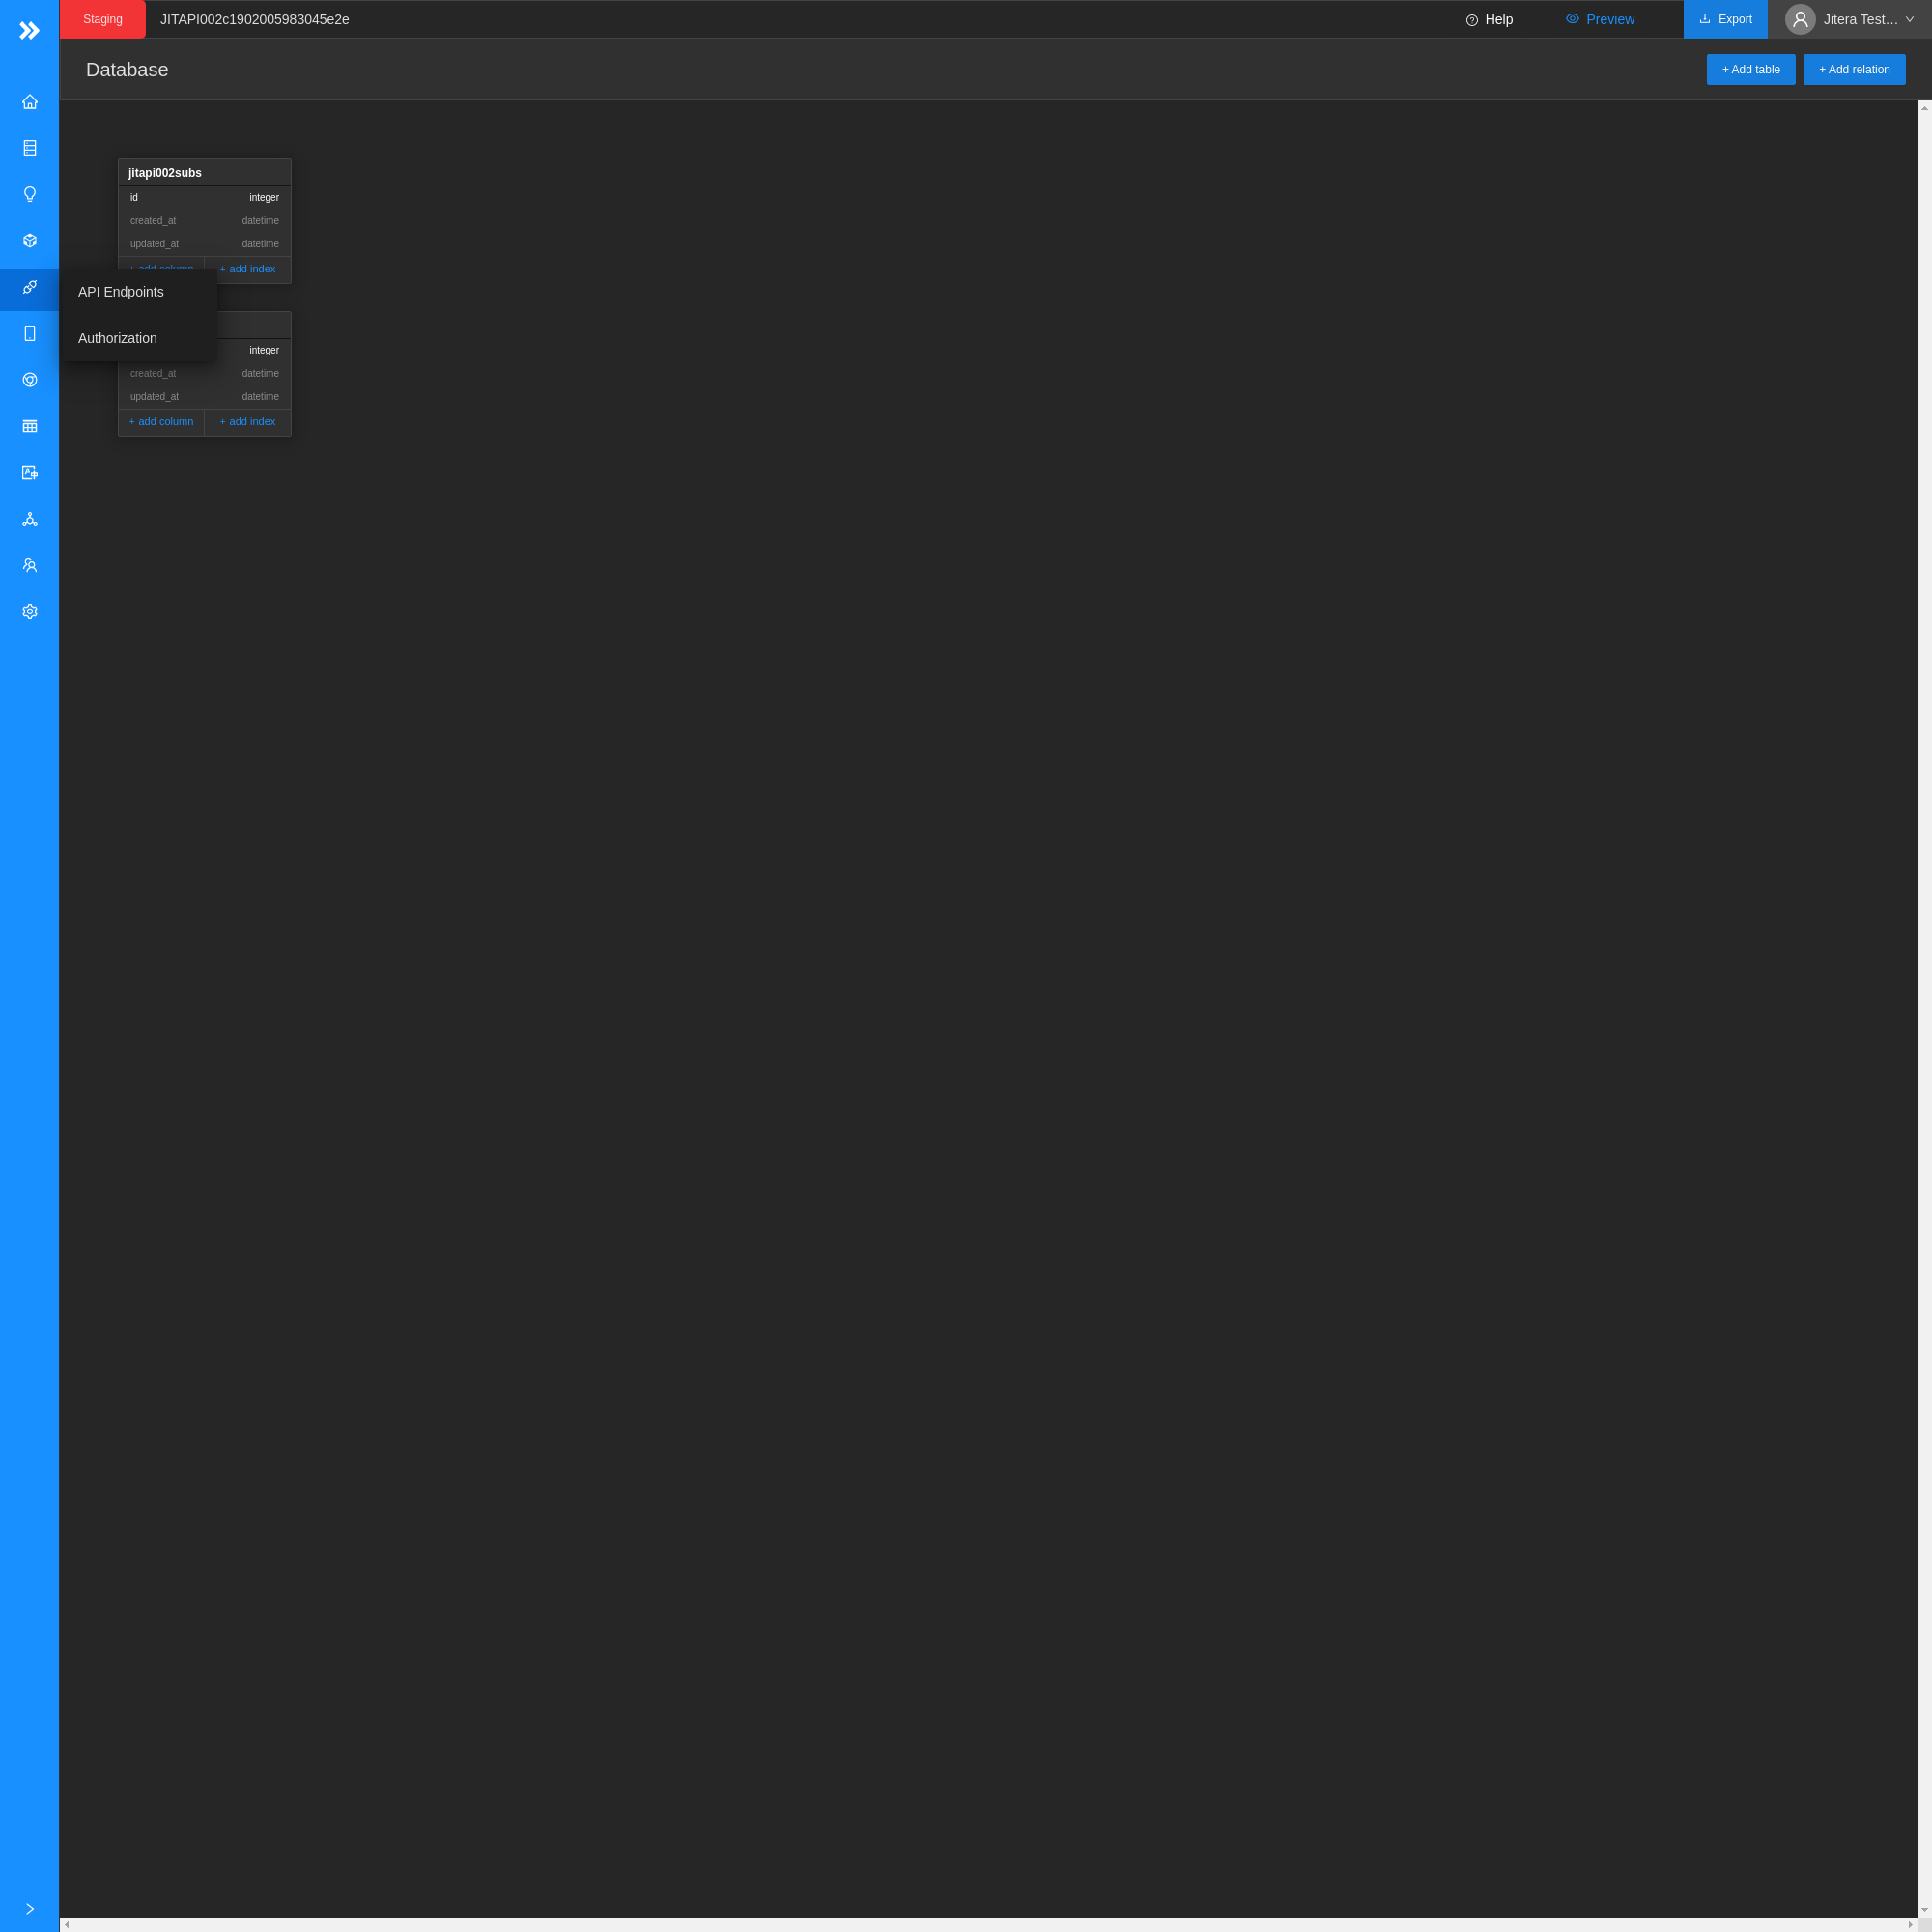 Staging JITAPI002c1902005983045e2e Help Preview Export Jitera Test…
Database + Add table + Add relation
jitapi002subs
id integer
created_at datetime
updated_at datetime
+ add index
API Endpoints
Authorization
integer
created_at datetime
updated_at datetime
+ add column + add index